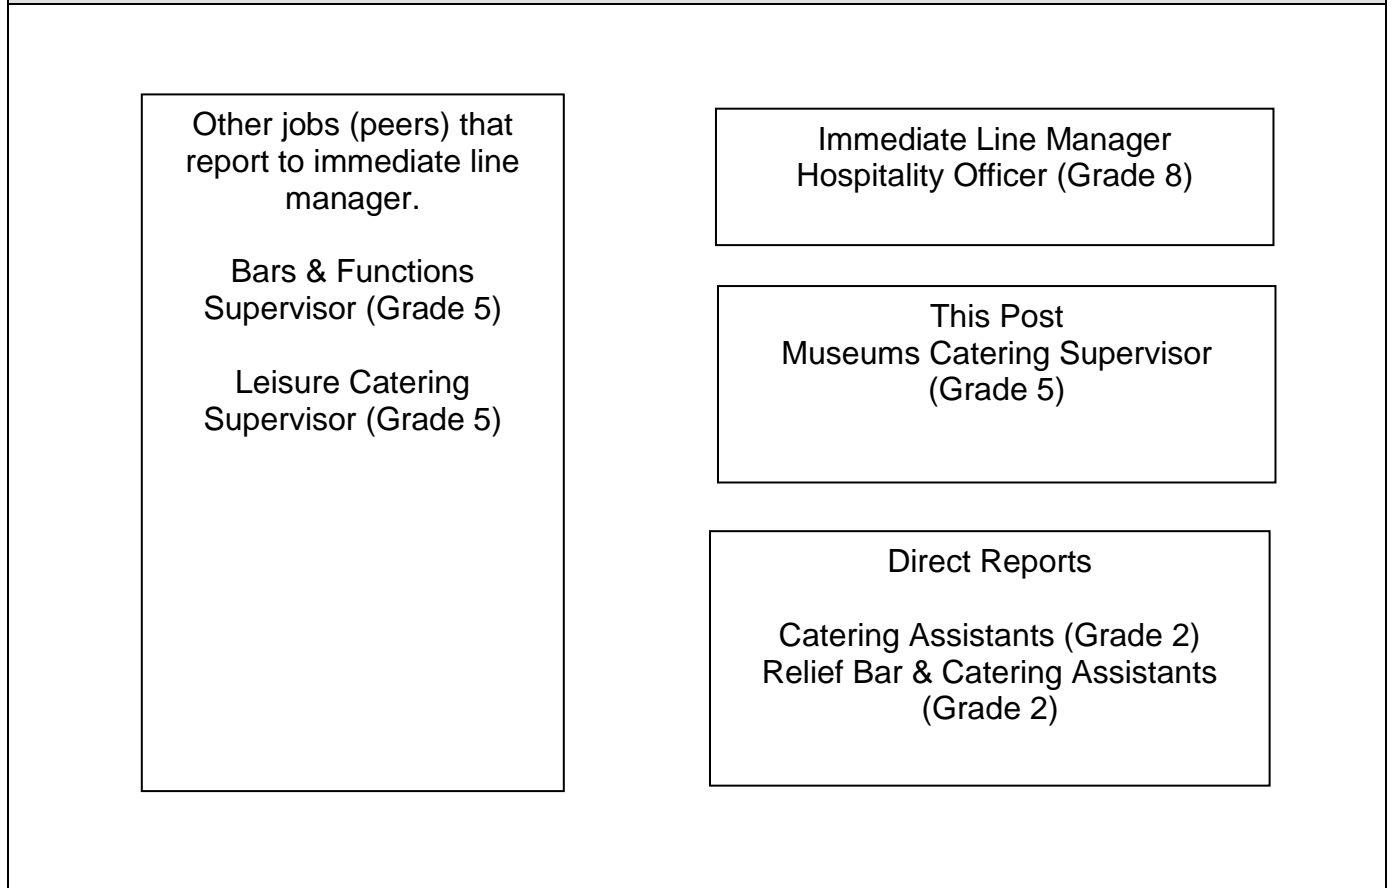 Other jobs (peers) that
report to immediate line
manager.
Bars & Functions
Supervisor (Grade 5)
Leisure Catering
Supervisor (Grade 5)
Immediate Line Manager
Hospitality Officer (Grade 8)
This Post
Museums Catering Supervisor
(Grade 5)
Direct Reports
Catering Assistants (Grade 2)
Relief Bar & Catering Assistants
(Grade 2)